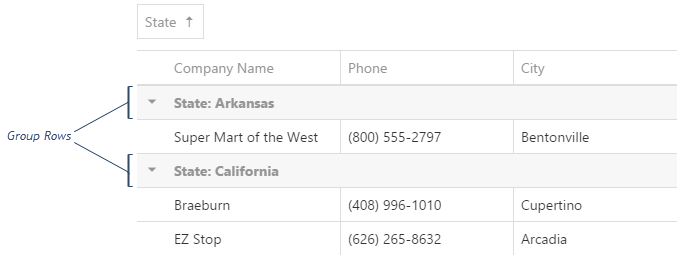 State ↑
Company Name Phone City
State: Arkansas
Group Rows
Super Mart of the West (800) 555-2797 Bentonville
State: California
Braeburn (408) 996-1010 Cupertino
EZ Stop (626) 265-8632 Arcadia